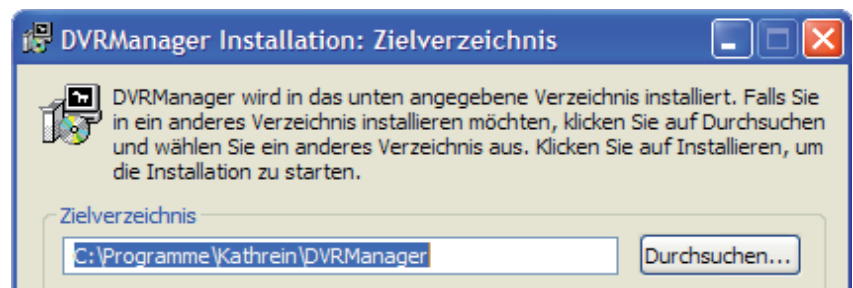 DVRManager Installation: Zielverzeichnis
DVRManager wird in das unten angegebene Verzeichnis installiert. Falls Sie
in ein anderes Verzeichnis installieren möchten, klicken Sie auf Durchsuchen
und wählen Sie ein anderes Verzeichnis aus. Klicken Sie auf Installieren, um
die Installation zu starten.
Zielverzeichnis
C:\Programme\Kathrein\DVRManager
Durchsuchen...